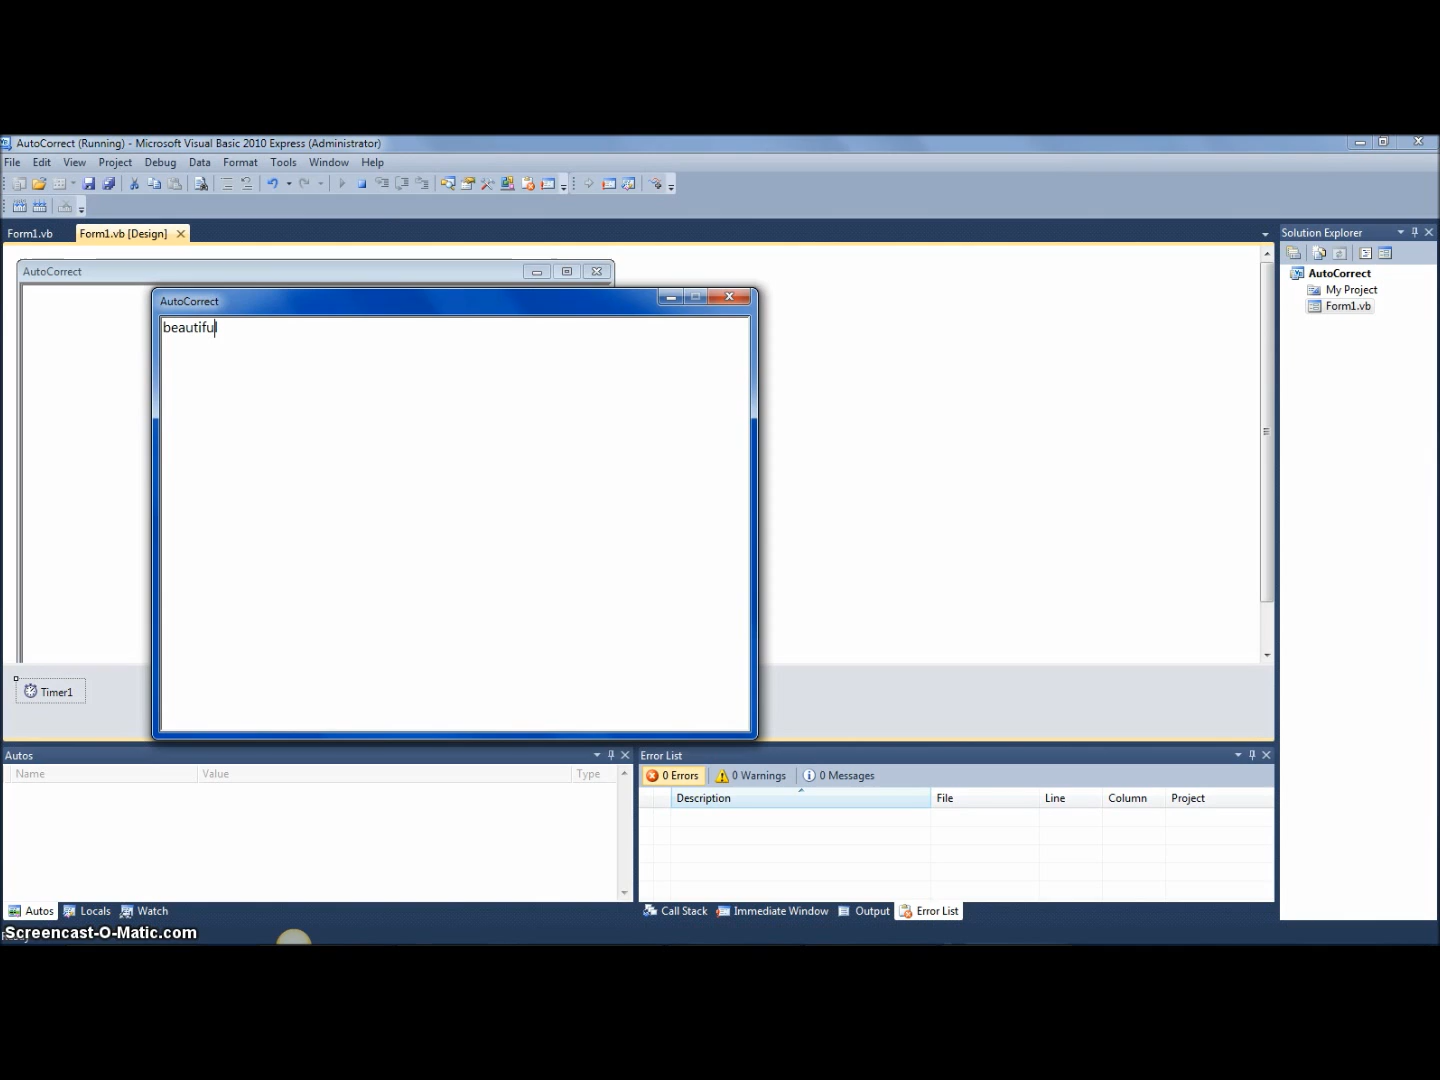 AutoCorrect (Running) - Microsoft Visual Basic 2010 Express (Administrator)
File Edit View Project Debug Data Format Tools Window Help
Form1.vb Form1.vb [Design]
Solution Explorer
AutoCorrect
My Project
Form1.vb
AutoCorrect
AutoCorrect
beautiful
Timer1
Autos
Name Value Type
Error List
0 Errors 0 Warnings 0 Messages
Description File Line Column Project
Autos Locals Watch
Call Stack Immediate Window Output Error List
Screencast-O-Matic.com